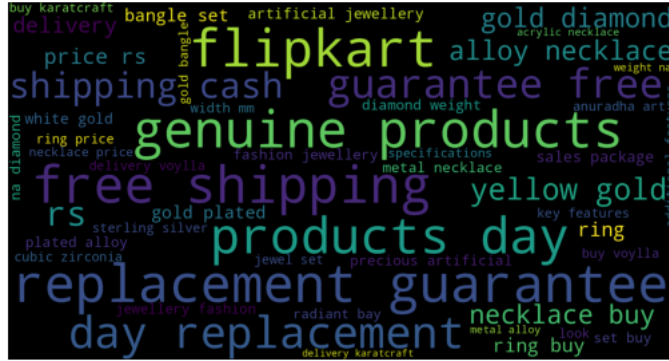 buy karatcraft
bangle set
artificial jewellery
gold diamond
delivery
flipkart
acrylic necklace
price rs
gold bangle
alloy necklace
shipping cash
guarantee free
weight na
white gold
width mm
diamond weight
anuradha art
ring price
genuine products
na diamond
necklace price
fashion jewellery
specifications
sales package
delivery voylla
metal necklace
free shipping
yellow gold
rs
gold plated
key features
sterling silver
products day
ring
plated alloy
cubic zirconia
jewel set
precious artificial
buy voylla
replacement guarantee
jewellery fashion
radiant bay
necklace buy
day replacement
metal alloy
look
set buy
ring buy
delivery karatcraft